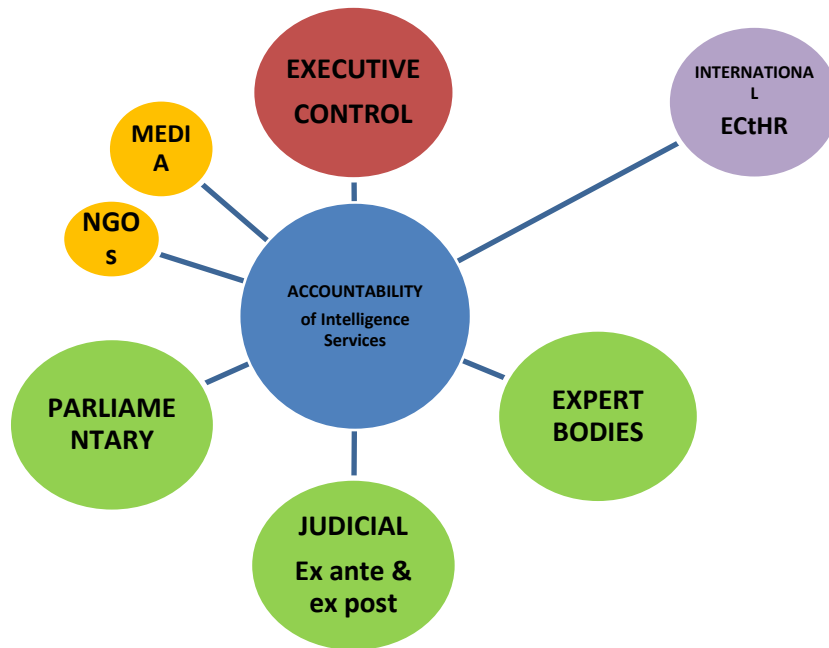 EXECUTIVE
CONTROL
INTERNATIONA
L
ECtHR
MEDI
A
NGO
s
ACCOUNTABILITY
of Intelligence
Services
PARLIAME
NTARY
EXPERT
BODIES
JUDICIAL
Ex ante &
ex post